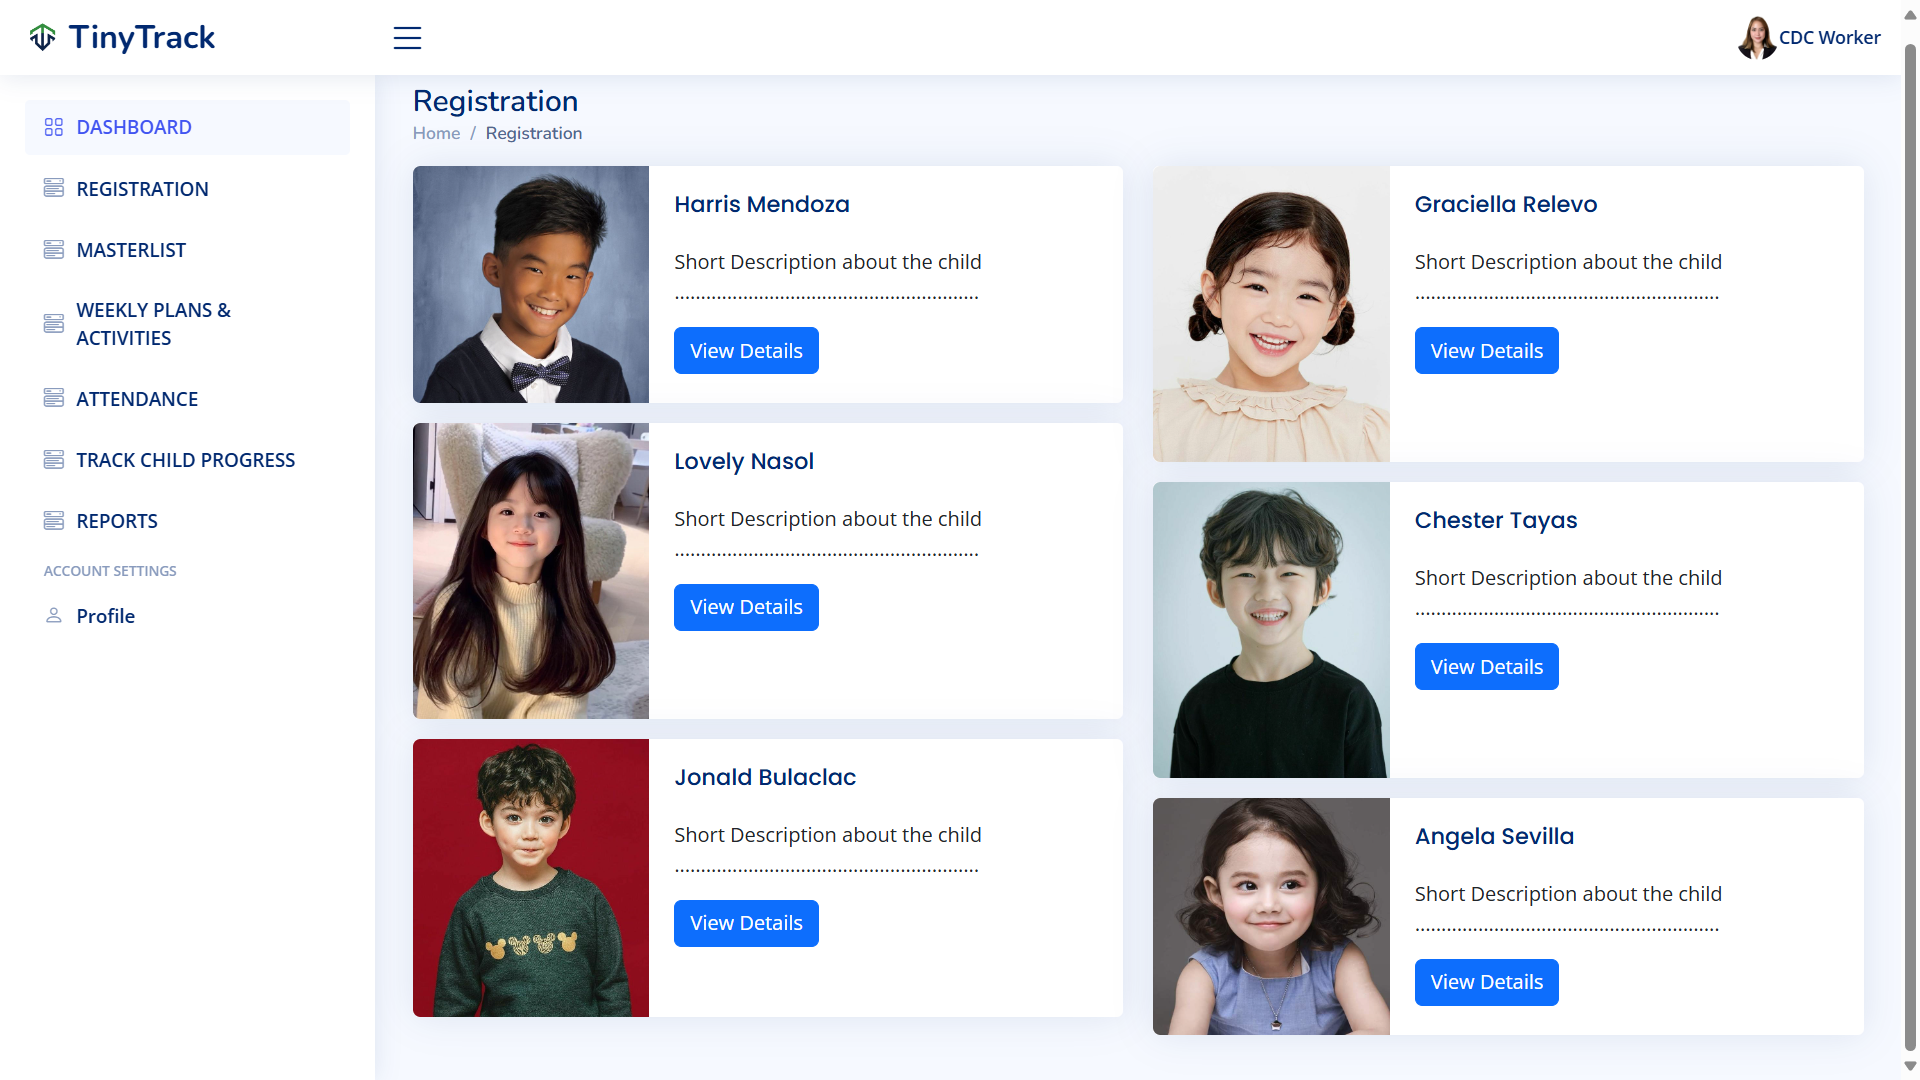 TinyTrack
CDC Worker
DASHBOARD
REGISTRATION
MASTERLIST
WEEKLY PLANS &
ACTIVITIES
ATTENDANCE
TRACK CHILD PROGRESS
REPORTS
ACCOUNT SETTINGS
Profile
Registration
Home / Registration
Harris Mendoza
Short Description about the child
..........................................................
View Details
Graciella Relevo
Short Description about the child
..........................................................
View Details
Lovely Nasol
Short Description about the child
..........................................................
View Details
Chester Tayas
Short Description about the child
..........................................................
View Details
Jonald Bulaclac
Short Description about the child
..........................................................
View Details
Angela Sevilla
Short Description about the child
..........................................................
View Details